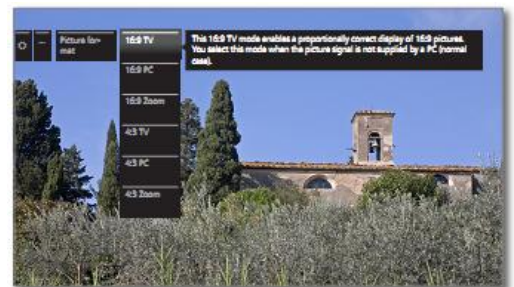 Picture for-
mat
16:9 TV
16:9 PC
16:9 Zoom
4:3 TV
4:3 PC
4:3 Zoom
This 16:9 TV mode enables a proportionally correct display of 16:9 pictures.
You select this mode when the picture signal is not supplied by a PC (normal
case).